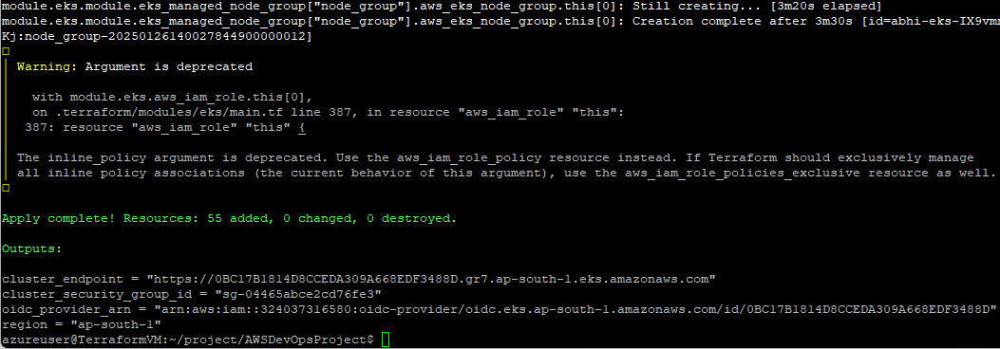 module.eks.module.eks_managed_node_group["node_group"].aws_eks_node_group.this[0]: Still creating... [3m20s elapsed]
module.eks.module.eks_managed_node_group["node_group"].aws_eks_node_group.this[0]: Creation complete after 3m30s [id=abhi-eks-IX9vmm
Kj:node_group-20250126140027844900000012]
Warning: Argument is deprecated
with module.eks.aws_iam_role.this[0],
on .terraform/modules/eks/main.tf line 387, in resource "aws_iam_role" "this":
387: resource "aws_iam_role" "this" {
The inline_policy argument is deprecated. Use the aws_iam_role_policy resource instead. If Terraform should exclusively manage
all inline policy associations (the current behavior of this argument), use the aws_iam_role_policies_exclusive resource as well.
Apply complete! Resources: 55 added, 0 changed, 0 destroyed.
Outputs:
cluster_endpoint = "https://0BC17B1814D8CCEDA309A668EDF3488D.gr7.ap-south-1.eks.amazonaws.com"
cluster_security_group_id = "sg-04465abce2cd76fe3"
oidc_provider_arn = "arn:aws:iam::324037316580:oidc-provider/oidc.eks.ap-south-1.amazonaws.com/id/0BC17B1814D8CCEDA309A668EDF3488D"
region = "ap-south-1"
azureuser@TerraformVM:~/project/AWSDevOpsProject$